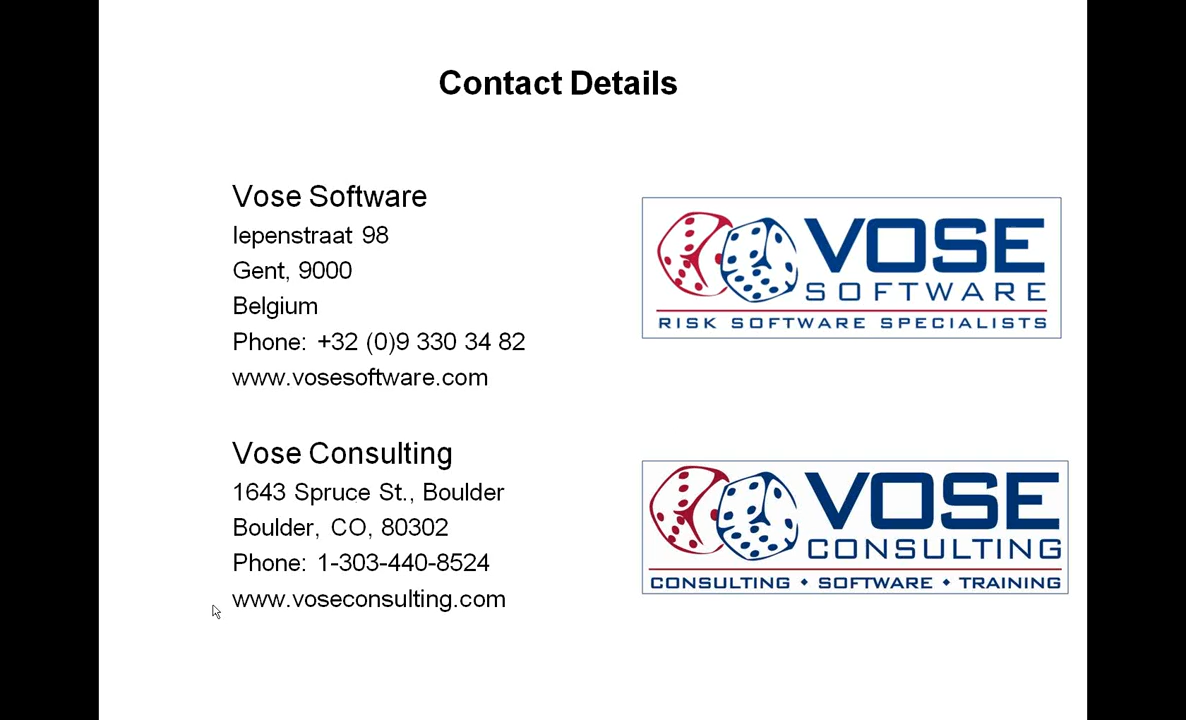 Contact Details
Vose Software
Iepenstraat 98
Gent, 9000
Belgium
Phone: +32 (0)9 330 34 82
www.vosesoftware.com
VOSE
SOFTWARE
RISK SOFTWARE SPECIALISTS
Vose Consulting
1643 Spruce St., Boulder
Boulder, CO, 80302
Phone: 1-303-440-8524
www.voseconsulting.com
VOSE
CONSULTING
CONSULTING • SOFTWARE • TRAINING